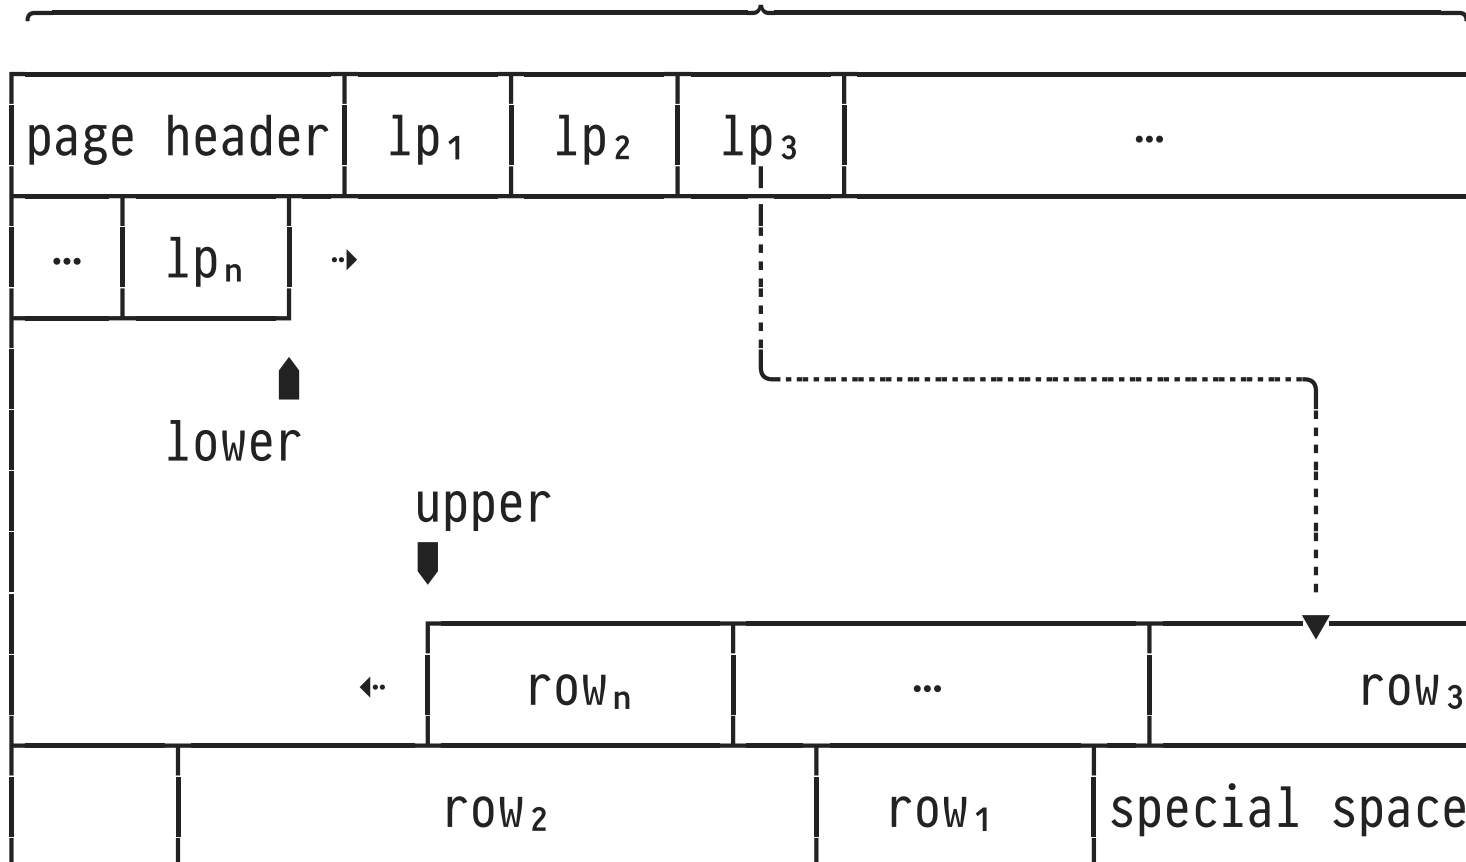 page header lp₁ lp₂ lp₃ …
… lpₙ
lower
upper
rowₙ … row₃
row₂ row₁ special space